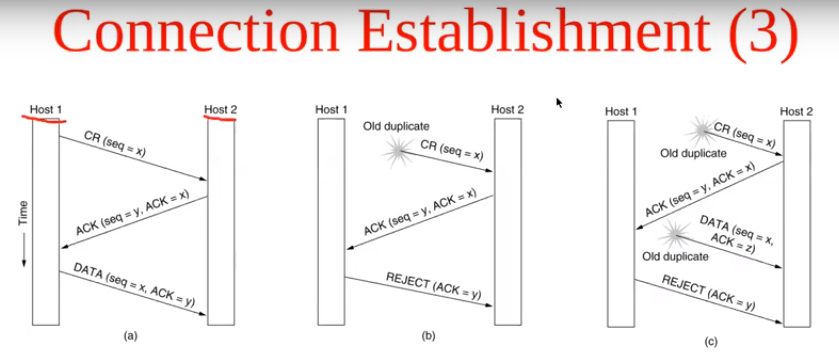 Connection Establishment (3)
Host 1
Host 2
CR (seq = x)
ACK (seq = y, ACK = x)
DATA (seq = x, ACK = y)
Time
(a)
Host 1
Host 2
Old duplicate
CR (seq = x)
ACK (seq = y, ACK = x)
REJECT (ACK = y)
(b)
Host 1
Host 2
CR (seq = x)
Old duplicate
ACK (seq = y, ACK = x)
DATA (seq = x,
ACK = z)
Old duplicate
REJECT (ACK = y)
(c)